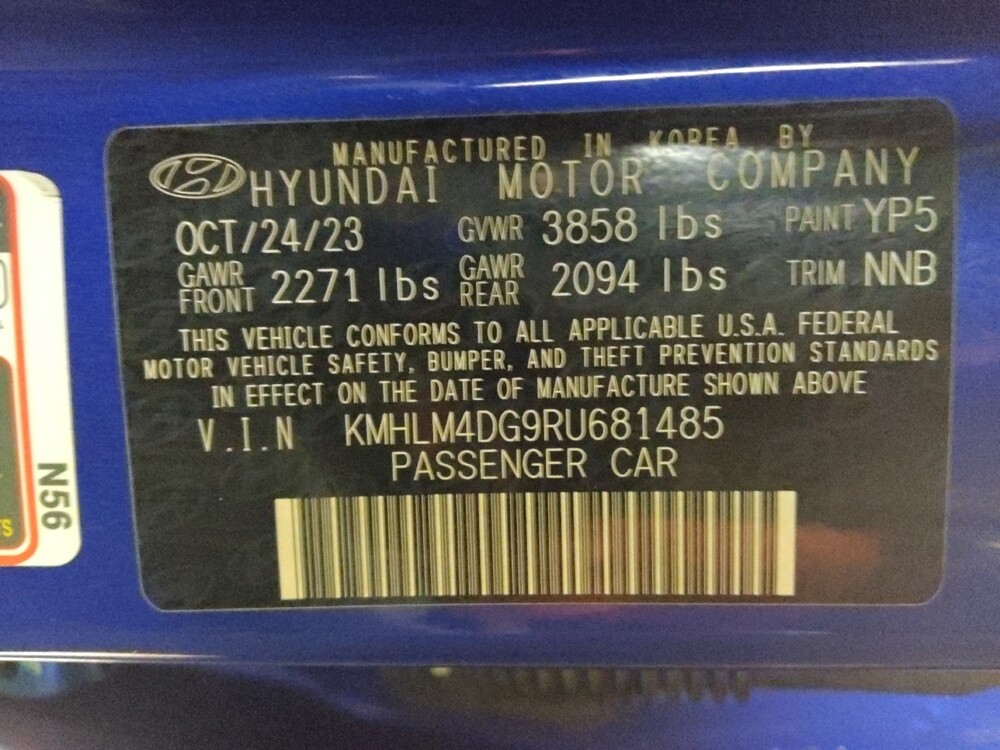 MANUFACTURED IN KOREA BY
HYUNDAI MOTOR COMPANY
OCT/24/23 GVWR 3858 lbs PAINT YP5
GAWR FRONT 2271 lbs GAWR REAR 2094 lbs TRIM NNB
THIS VEHICLE CONFORMS TO ALL APPLICABLE U.S.A. FEDERAL
MOTOR VEHICLE SAFETY, BUMPER, AND THEFT PREVENTION STANDARDS
IN EFFECT ON THE DATE OF MANUFACTURE SHOWN ABOVE
V.I.N KMHLM4DG9RU681485
PASSENGER CAR
N56